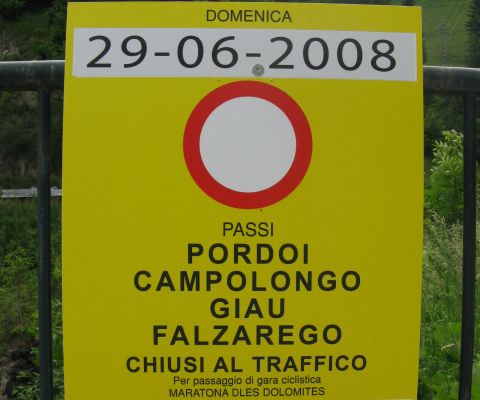 DOMENICA
29-06-2008
PASSI
PORDOI
CAMPOLONGO
GIAU
FALZAREGO
CHIUSI AL TRAFFICO
Per passaggio di gara ciclistica
MARATONA DLES DOLOMITES